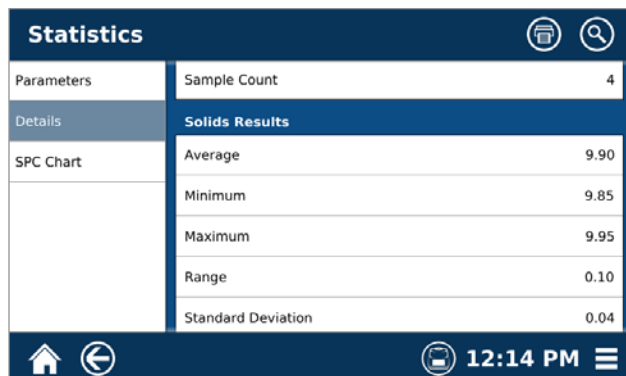 Statistics
Parameters
Details
SPC Chart
Sample Count 4
Solids Results
Average 9.90
Minimum 9.85
Maximum 9.95
Range 0.10
Standard Deviation 0.04
12:14 PM